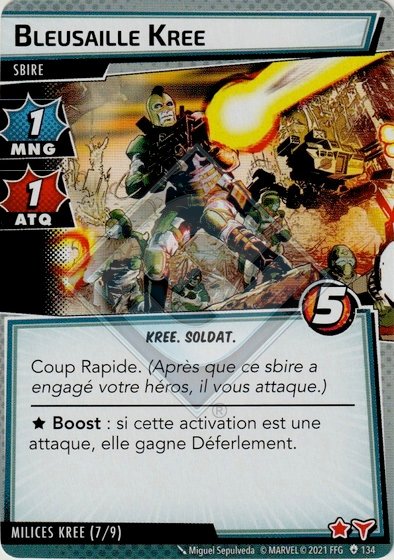 BLEUSAILLE KREE
SBIRE
1
MNG
1
ATQ
5
KREE. SOLDAT.
Coup Rapide. (Après que ce sbire a
engagé votre héros, il vous attaque.)
★ Boost : si cette activation est une
attaque, elle gagne Déferlement.
MILICES KREE (7/9)
Miguel Sepulveda © MARVEL © 2021 FFG 134